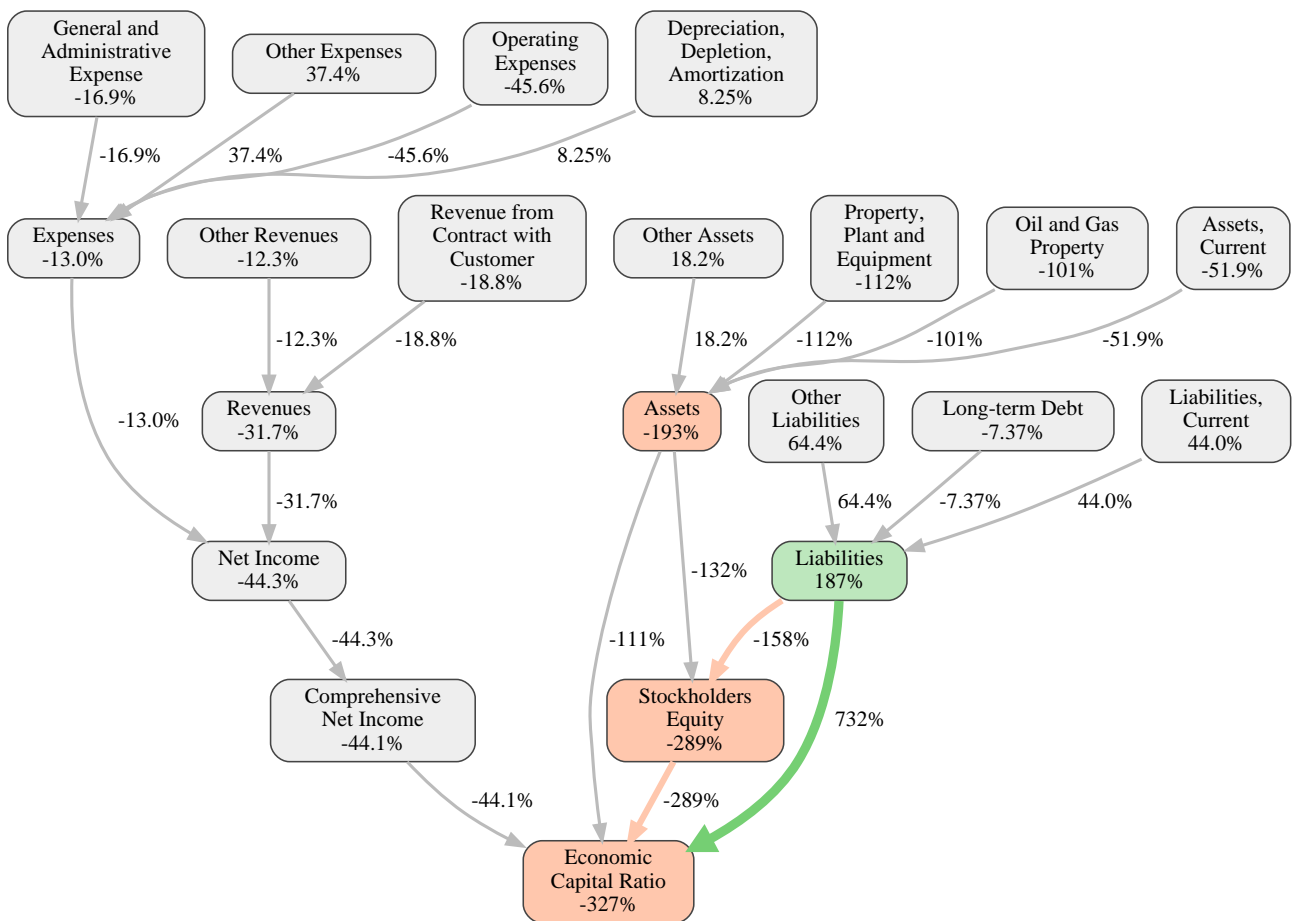 General and
Administrative
Expense
-16.9%
Other Expenses
37.4%
Operating
Expenses
-45.6%
Depreciation,
Depletion,
Amortization
8.25%
-16.9%
37.4%
-45.6%
8.25%
Expenses
-13.0%
Other Revenues
-12.3%
Revenue from
Contract with
Customer
-18.8%
Other Assets
18.2%
Property,
Plant and
Equipment
-112%
Oil and Gas
Property
-101%
Assets,
Current
-51.9%
-12.3%
-18.8%
18.2%
-112%
-101%
-51.9%
-13.0%
Revenues
-31.7%
Assets
-193%
Other
Liabilities
64.4%
Long-term Debt
-7.37%
Liabilities,
Current
44.0%
-31.7%
64.4%
-7.37%
44.0%
Net Income
-44.3%
-132%
Liabilities
187%
-44.3%
-111%
-158%
Comprehensive
Net Income
-44.1%
Stockholders
Equity
-289%
732%
-44.1%
-289%
Economic
Capital Ratio
-327%